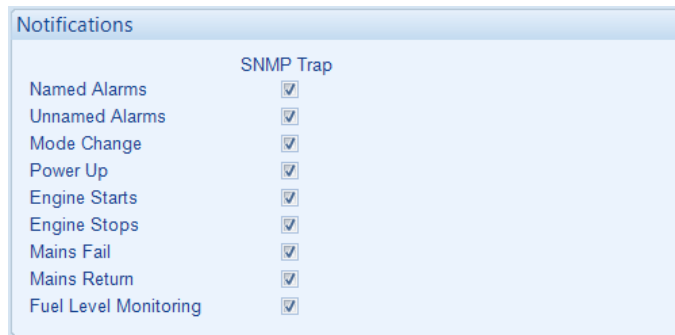 Notifications
SNMP Trap
Named Alarms
Unnamed Alarms
Mode Change
Power Up
Engine Starts
Engine Stops
Mains Fail
Mains Return
Fuel Level Monitoring